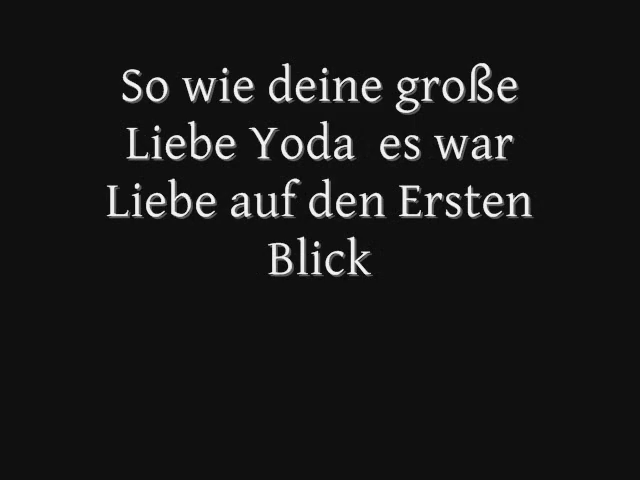 So wie deine große
Liebe Yoda  es war
Liebe auf den Ersten
Blick